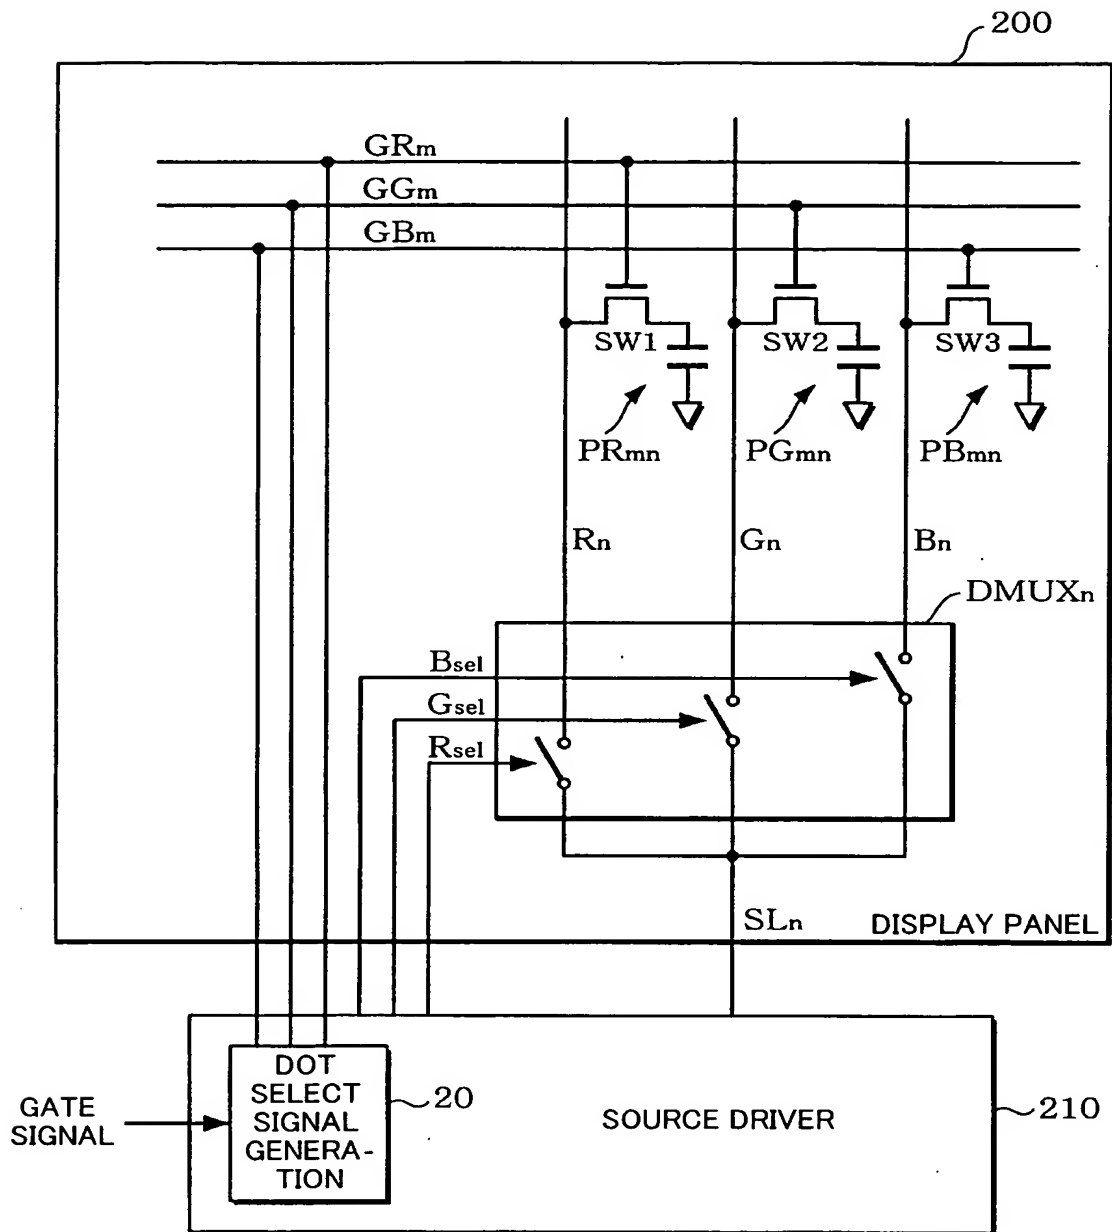 200
GRm
GGm
GBm
SW1 SW2 SW3
PRmn PGmn PBmn
Rn Gn Bn
DMUXn
Bsel
Gsel
Rsel
SLn
DISPLAY PANEL
DOT
SELECT
SIGNAL
GENERA-
TION
20
GATE
SIGNAL
SOURCE DRIVER
210